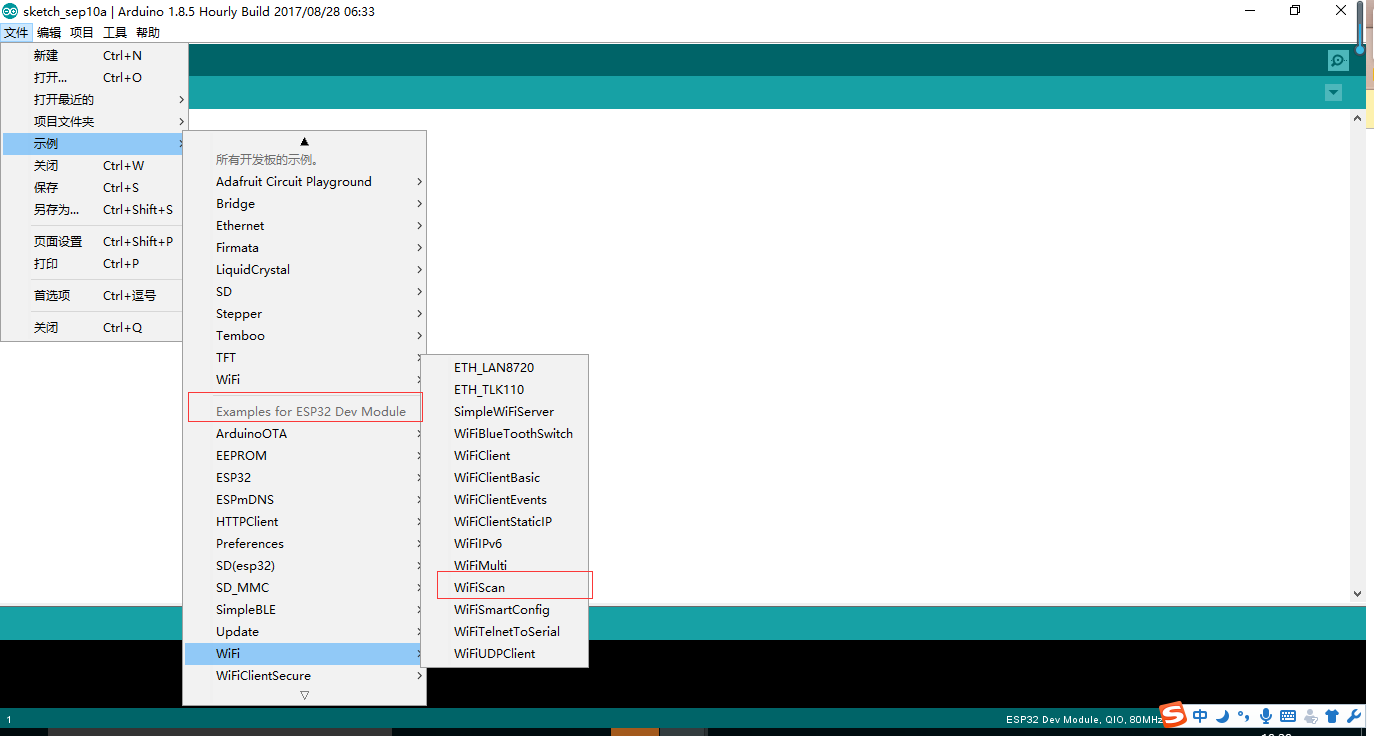 sketch_sep10a | Arduino 1.8.5 Hourly Build 2017/08/28 06:33
文件 编辑 项目 工具 帮助
新建 Ctrl+N
打开... Ctrl+O
打开最近的
项目文件夹
示例
关闭 Ctrl+W
保存 Ctrl+S
另存为... Ctrl+Shift+S
页面设置 Ctrl+Shift+P
打印 Ctrl+P
首选项 Ctrl+逗号
关闭 Ctrl+Q
所有开发板的示例。
Adafruit Circuit Playground
Bridge
Ethernet
Firmata
LiquidCrystal
SD
Stepper
Temboo
TFT
WiFi
Examples for ESP32 Dev Module
ArduinoOTA
EEPROM
ESP32
ESPmDNS
HTTPClient
Preferences
SD(esp32)
SD_MMC
SimpleBLE
Update
WiFi
WiFiClientSecure
ETH_LAN8720
ETH_TLK110
SimpleWiFiServer
WiFiBlueToothSwitch
WiFiClient
WiFiClientBasic
WiFiClientEvents
WiFiClientStaticIP
WiFiIPv6
WiFiMulti
WiFiScan
WiFiSmartConfig
WiFiTelnetToSerial
WiFiUDPClient
1
ESP32 Dev Module, QIO, 80MHz
中